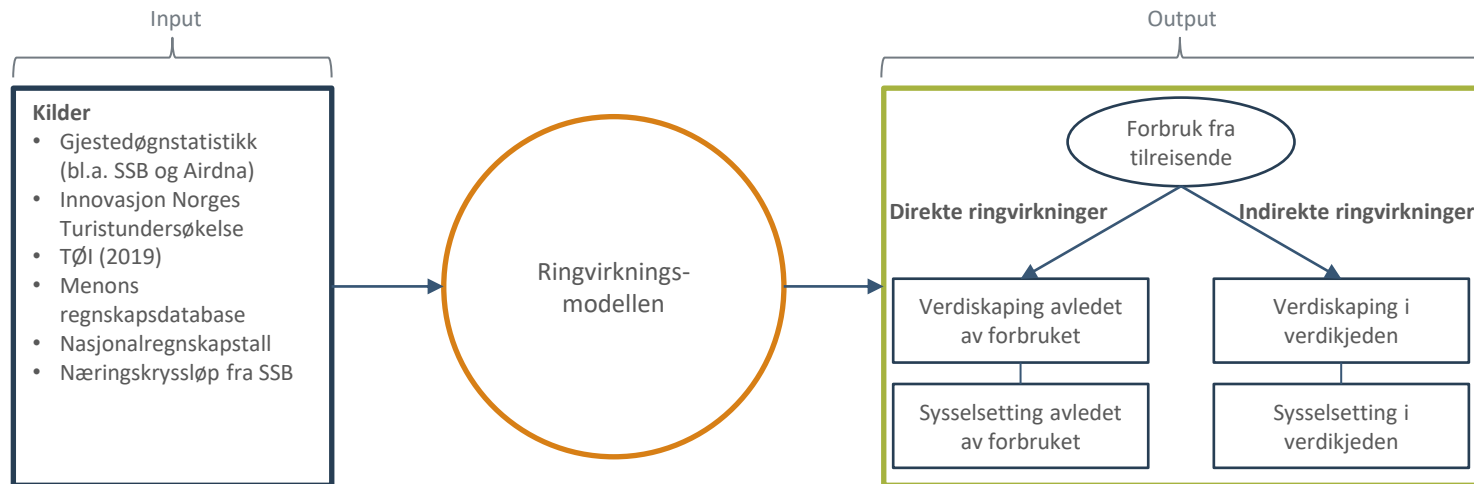 Input
Output
Kilder
• Gjestedøgnstatistikk
(bl.a. SSB og Airdna)
• Innovasjon Norges
Turistundersøkelse
• TØI (2019)
• Menons
regnskapsdatabase
• Nasjonalregnskapstall
• Næringskryssløp fra SSB
Ringvirknings-
modellen
Forbruk fra
tilreisende
Direkte ringvirkninger
Indirekte ringvirkninger
Verdiskaping avledet
av forbruket
Verdiskaping i
verdikjeden
Sysselsetting avledet
av forbruket
Sysselsetting i
verdikjeden